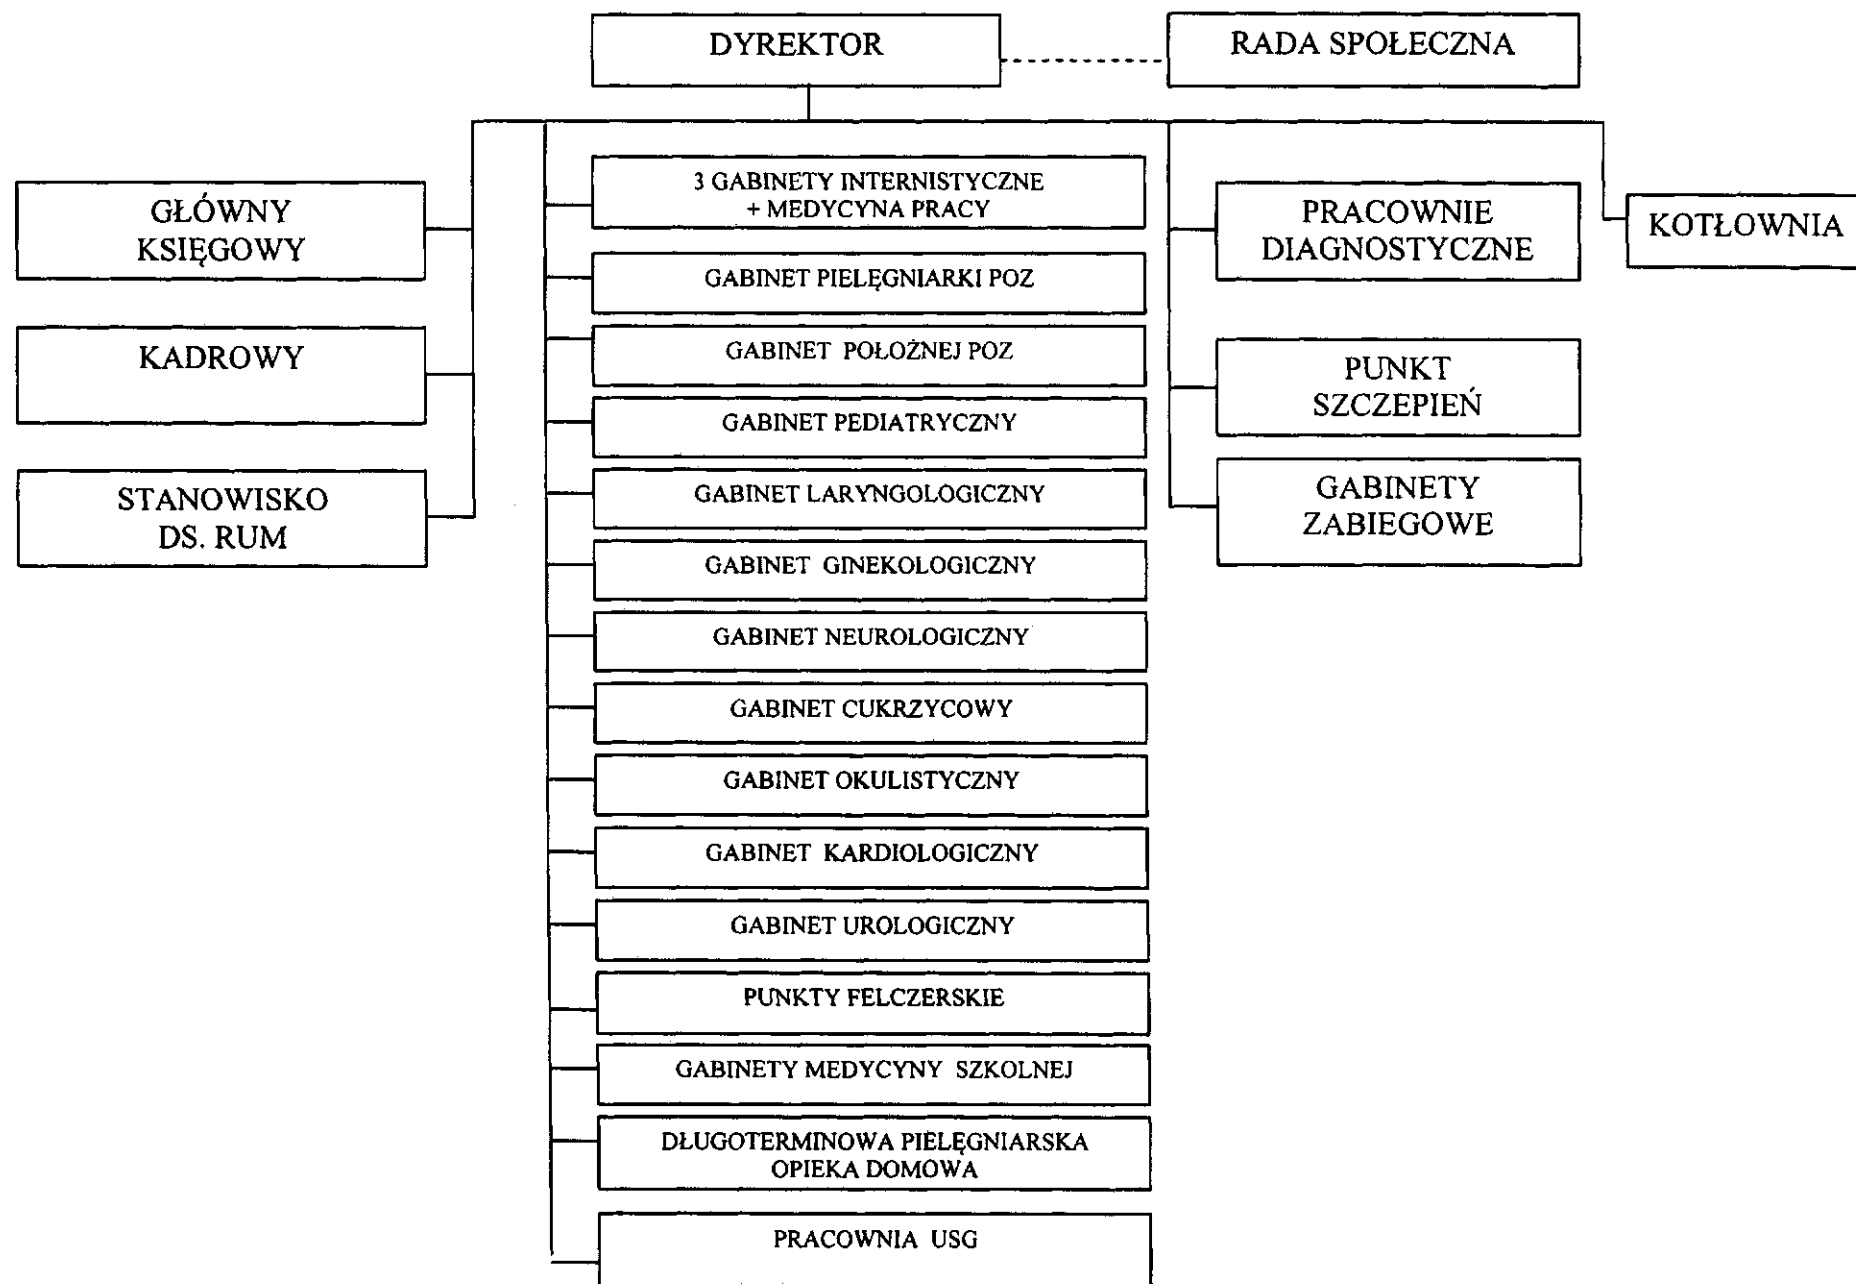 DYREKTOR
RADA SPOŁECZNA
GŁÓWNY
KSIĘGOWY
KADROWY
STANOWISKO
DS. RUM
3 GABINETY INTERNISTYCZNE
+ MEDYCYNA PRACY
GABINET PIELĘGNIARKI POZ
GABINET POŁOŻNEJ POZ
GABINET PEDIATRYCZNY
GABINET LARYNGOLOGICZNY
GABINET GINEKOLOGICZNY
GABINET NEUROLOGICZNY
GABINET CUKRZYCOWY
GABINET OKULISTYCZNY
GABINET KARDIOLOGICZNY
GABINET UROLOGICZNY
PUNKTY FELCZERSKIE
GABINETY MEDYCYNY SZKOLNEJ
DŁUGOTERMINOWA PIELĘGNIARSKA
OPIEKA DOMOWA
PRACOWNIA USG
PRACOWNIE
DIAGNOSTYCZNE
PUNKT
SZCZEPIEŃ
GABINETY
ZABIEGOWE
KOTŁOWNIA